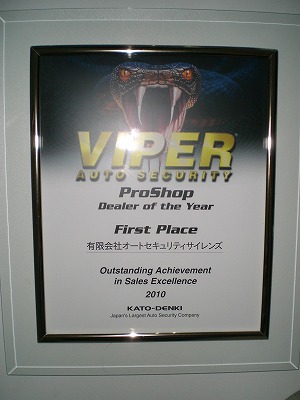 VIPER
AUTO SECURITY
ProShop
Dealer of the Year
First Place
有限会社オートセキュリティサイレンズ
Outstanding Achievement
in Sales Excellence
2010
KATO-DENKI
Japan's Largest Auto Security Company